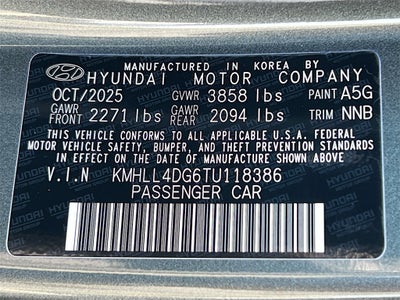 MANUFACTURED IN KOREA BY
HYUNDAI MOTOR COMPANY
OCT/2025 GVWR 3858 lbs PAINT A5G
GAWR FRONT 2271 lbs GAWR REAR 2094 lbs TRIM NNB
THIS VEHICLE CONFORMS TO ALL APPLICABLE U.S.A. FEDERAL
MOTOR VEHICLE SAFETY, BUMPER, AND THEFT PREVENTION
STANDARDS IN EFFECT ON THE DATE OF MANUFACTURE SHOWN ABOVE.
V.I.N KMHLL4DG6TU118386
PASSENGER CAR